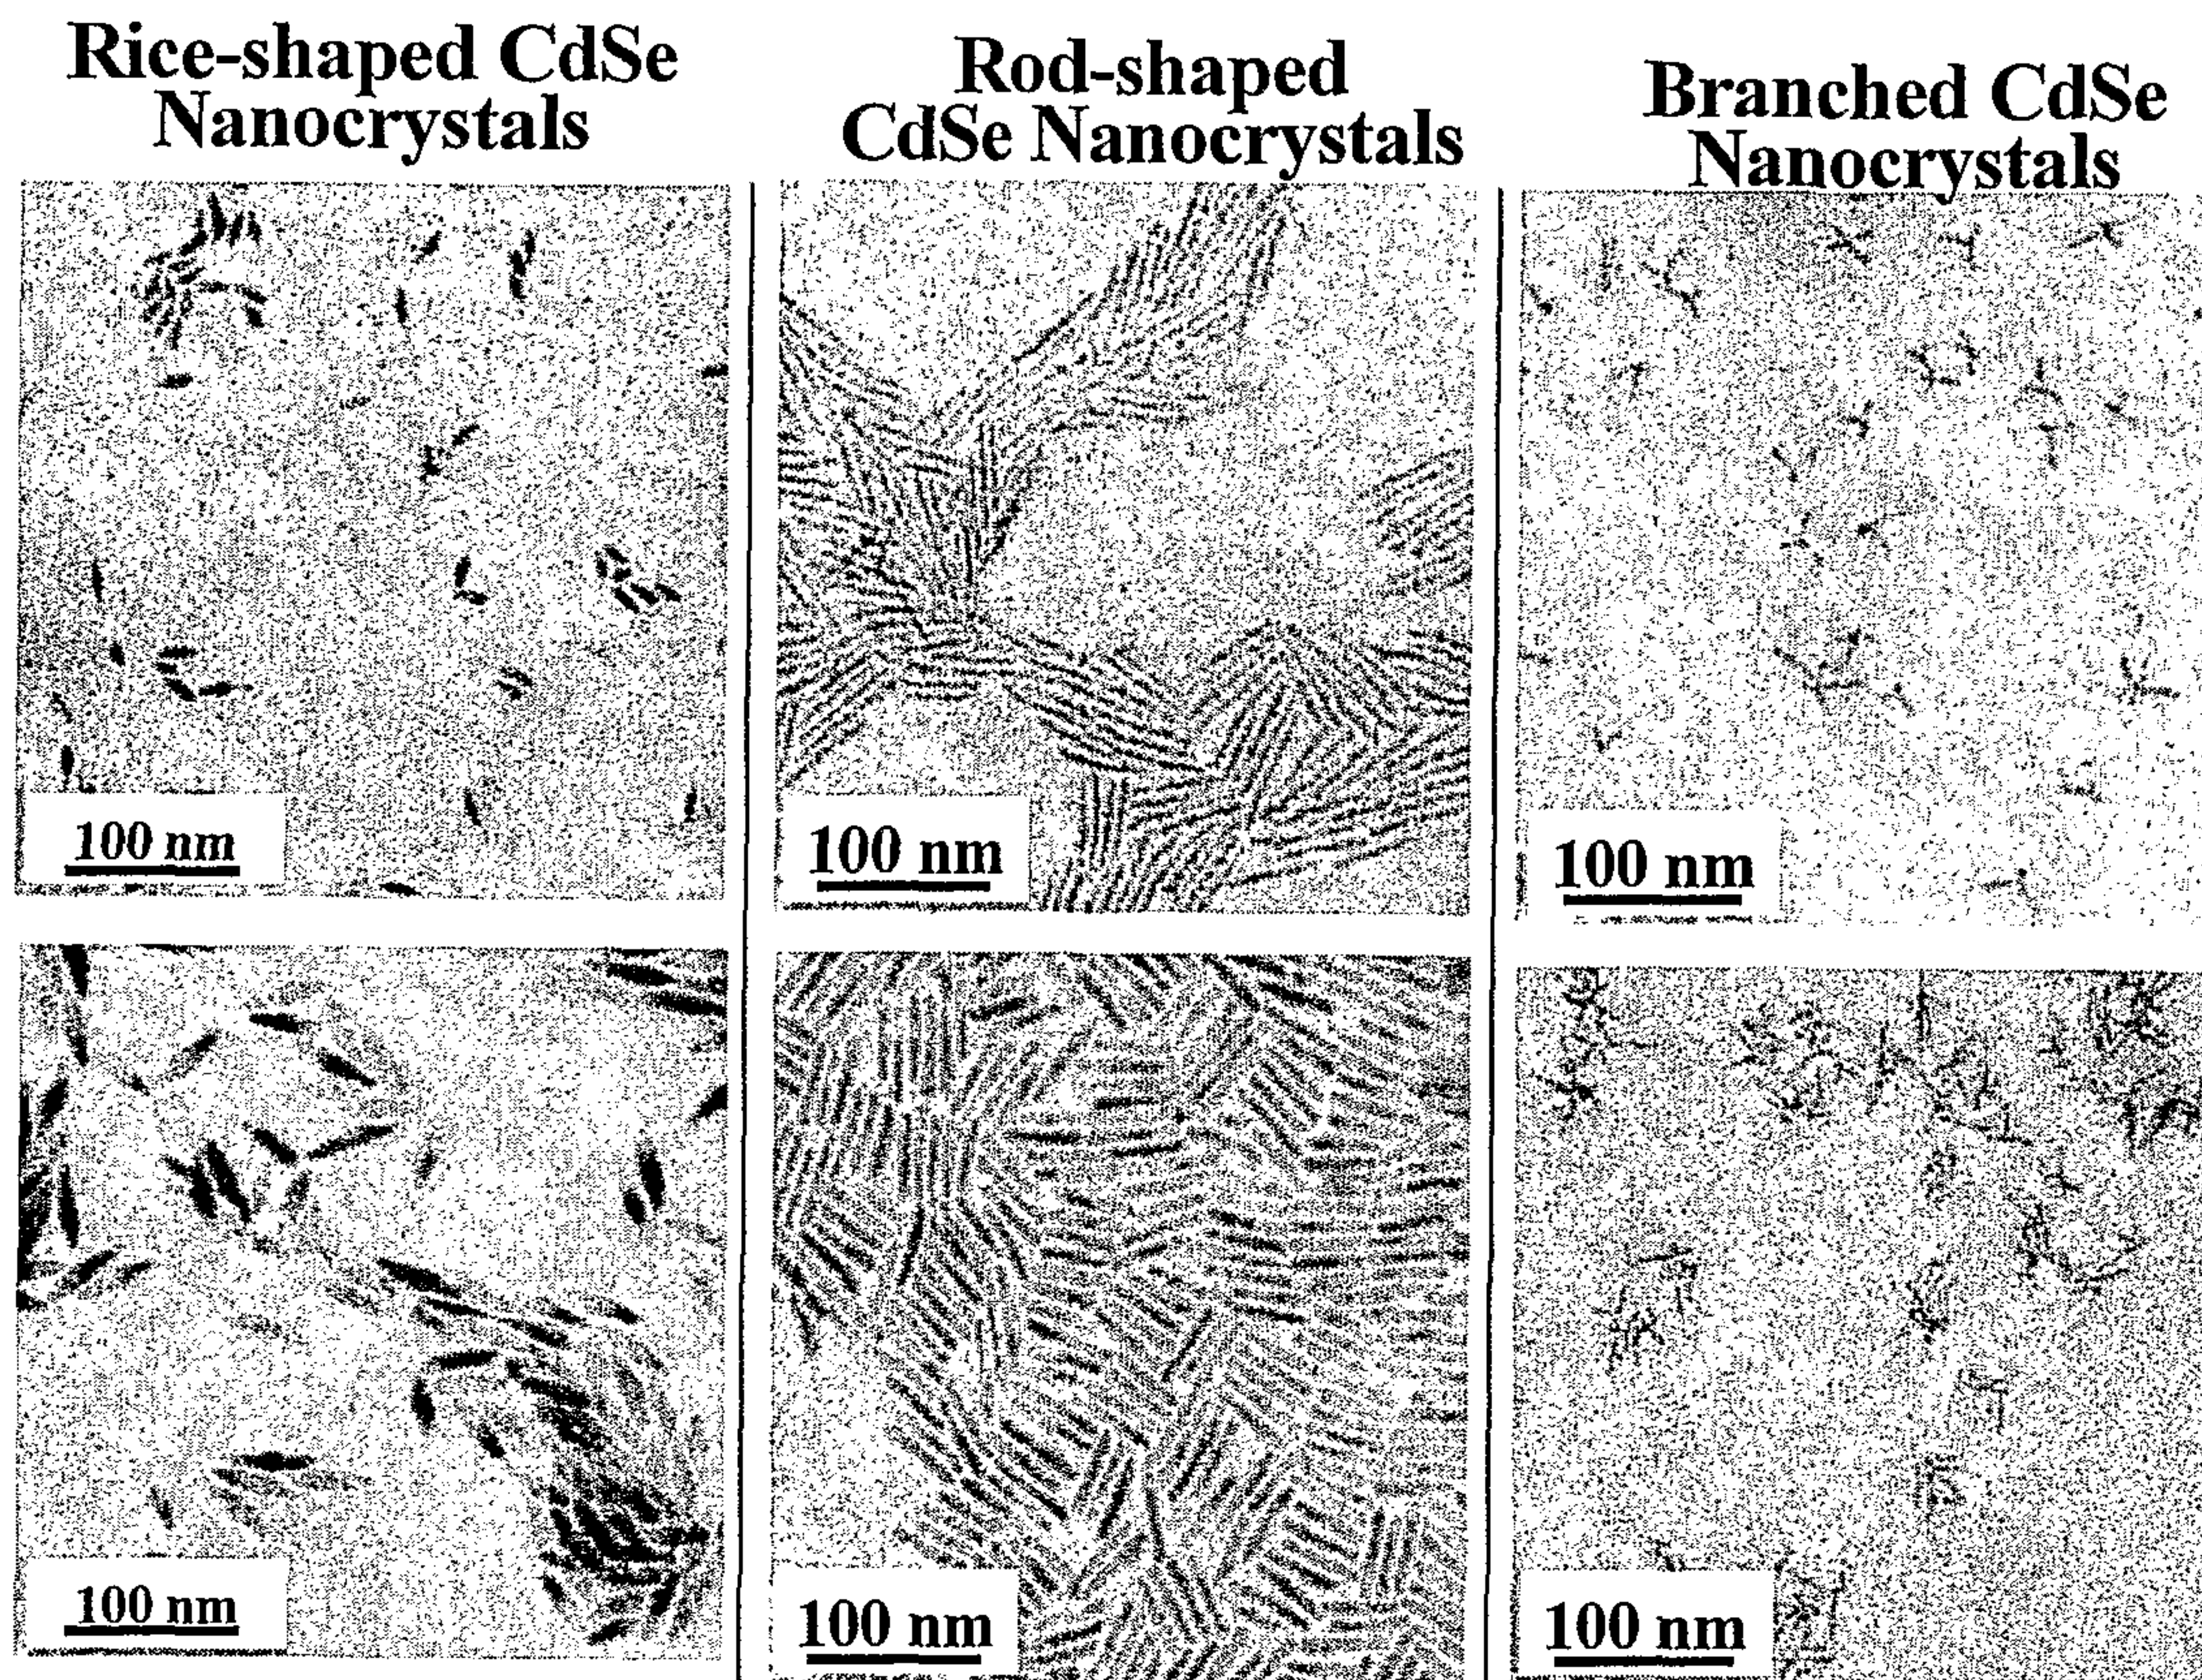 Rice-shaped CdSe
Nanocrystals
Rod-shaped
CdSe Nanocrystals
Branched CdSe
Nanocrystals
100 nm
100 nm
100 nm
100 nm
100 nm
100 nm